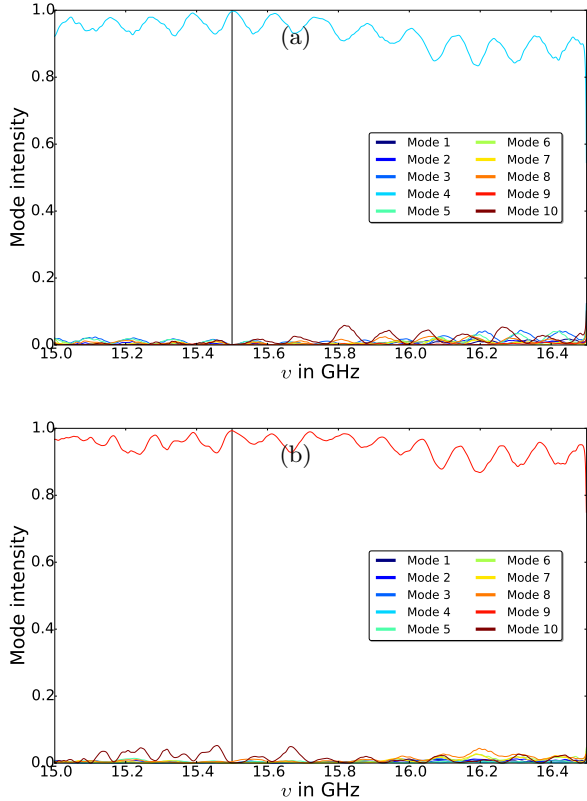 1.0
(a)
0.8
Mode intensity
0.6
Mode 1 Mode 6
Mode 2 Mode 7
Mode 3 Mode 8
Mode 4 Mode 9
Mode 5 Mode 10
0.4
0.2
0.0
15.0 15.2 15.4 15.6 15.8 16.0 16.2 16.4
v in GHz
1.0
(b)
0.8
Mode intensity
0.6
Mode 1 Mode 6
Mode 2 Mode 7
Mode 3 Mode 8
Mode 4 Mode 9
Mode 5 Mode 10
0.4
0.2
0.0
15.0 15.2 15.4 15.6 15.8 16.0 16.2 16.4
v in GHz